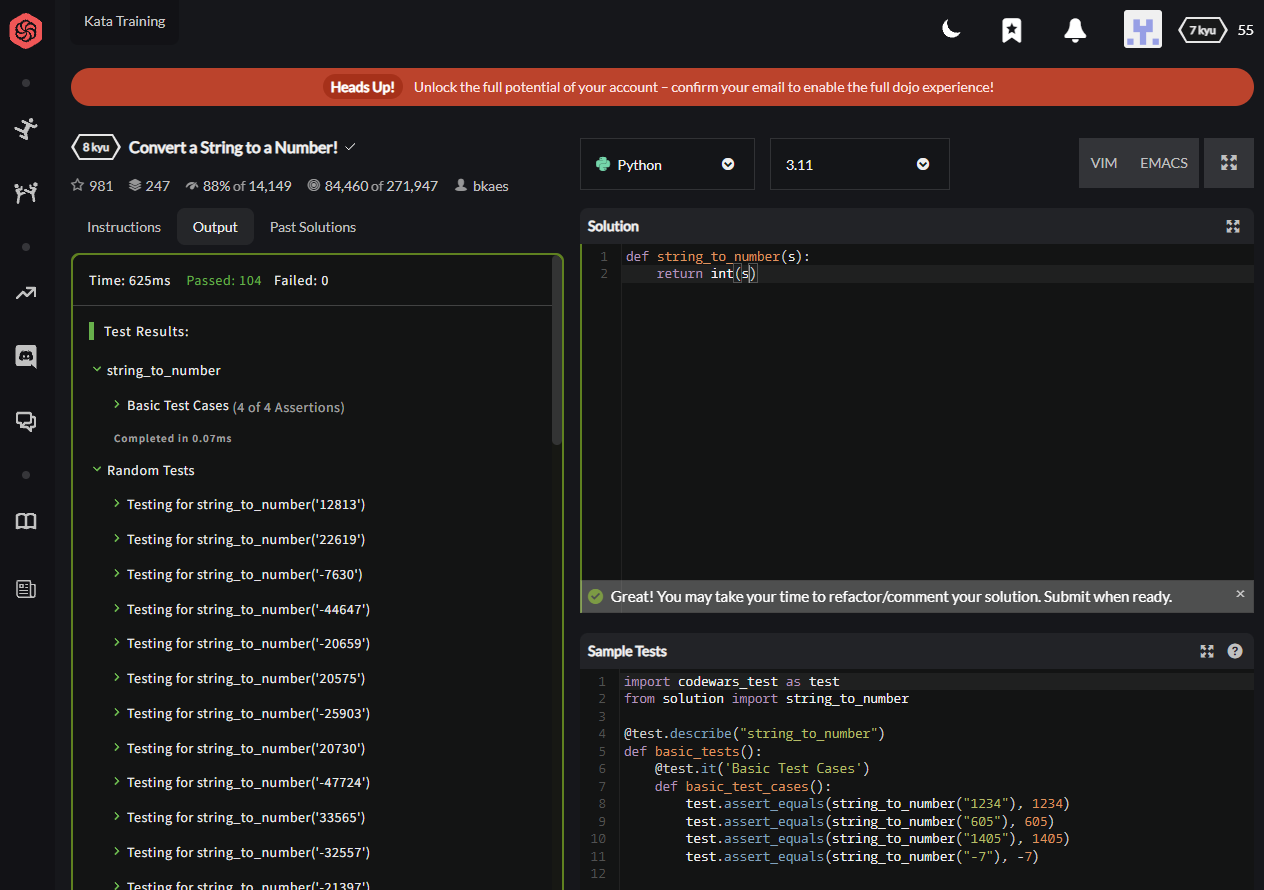 Kata Training
7 kyu 55
Heads Up! Unlock the full potential of your account – confirm your email to enable the full dojo experience!
8 kyu Convert a String to a Number!
981 247 88% of 14,149 84,460 of 271,947 bkaes
Instructions Output Past Solutions
Time: 625ms Passed: 104 Failed: 0
Test Results:
string_to_number
Basic Test Cases (4 of 4 Assertions)
Completed in 0.07ms
Random Tests
Testing for string_to_number('12813')
Testing for string_to_number('22619')
Testing for string_to_number('-7630')
Testing for string_to_number('-44647')
Testing for string_to_number('-20659')
Testing for string_to_number('20575')
Testing for string_to_number('-25903')
Testing for string_to_number('20730')
Testing for string_to_number('-47724')
Testing for string_to_number('33565')
Testing for string_to_number('-32557')
Testing for string_to_number('-21397')
Python 3.11 VIM EMACS
Solution
1 def string_to_number(s):
2     return int(s)
Great! You may take your time to refactor/comment your solution. Submit when ready.
Sample Tests
1 import codewars_test as test
2 from solution import string_to_number
3
4 @test.describe("string_to_number")
5 def basic_tests():
6     @test.it('Basic Test Cases')
7     def basic_test_cases():
8         test.assert_equals(string_to_number("1234"), 1234)
9         test.assert_equals(string_to_number("605"), 605)
10         test.assert_equals(string_to_number("1405"), 1405)
11         test.assert_equals(string_to_number("-7"), -7)
12